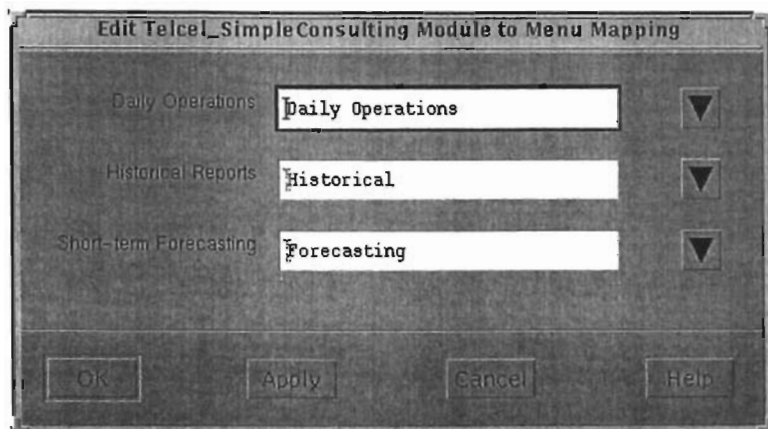 Edit Telcel_SimpleConsulting Module to Menu Mapping
Daily Operations Daily Operations
Historical Reports Historical
Short-term Forecasting Forecasting
OK Apply Cancel Help